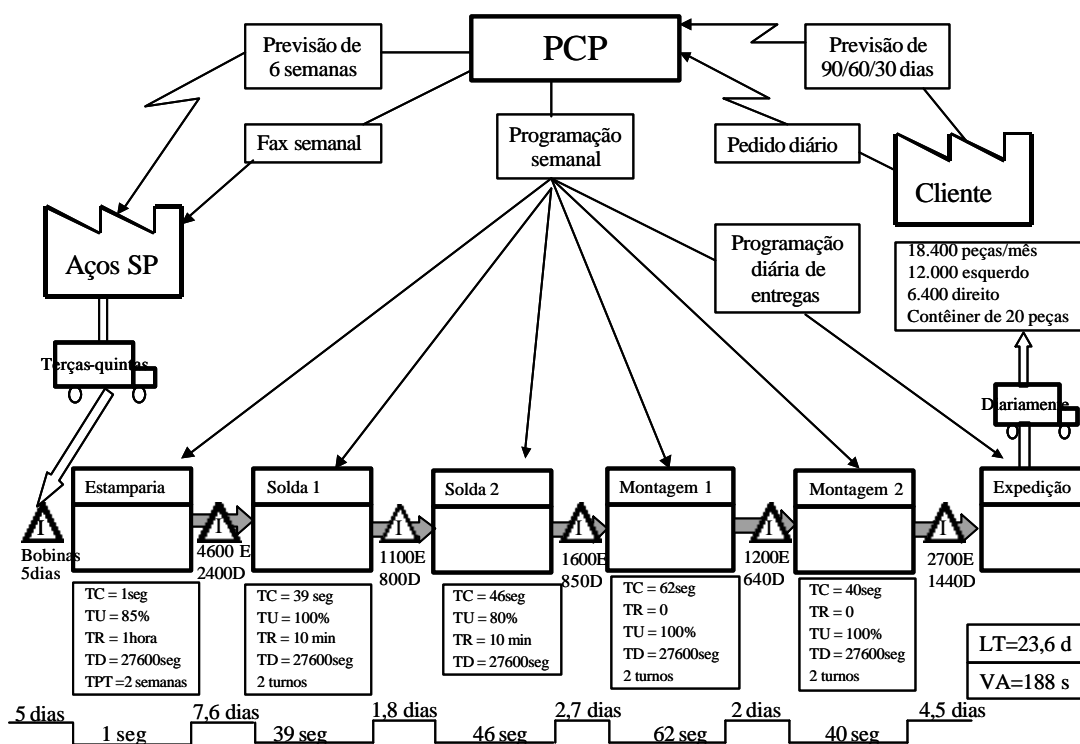 Previsão de
6 semanas
PCP
Previsão de
90/60/30 dias
Fax semanal
Programação
semanal
Pedido diário
Cliente
Aços SP
Programação
diária de
entregas
18.400 peças/mês
12.000 esquerdo
6.400 direito
Contêiner de 20 peças
Terças-quintas
Diariamente
Estamparia
Solda 1
Solda 2
Montagem 1
Montagem 2
Expedição
I
I
I
I
I
I
Bobinas
5dias
4600 E
2400D
1100E
800D
1600E
850D
1200E
640D
2700E
1440D
TC = 1seg
TU = 85%
TR = 1hora
TD = 27600seg
TPT =2 semanas
TC = 39 seg
TU = 100%
TR = 10 min
TD = 27600seg
2 turnos
TC = 46seg
TU = 80%
TR = 10 min
TD = 27600seg
TC = 62seg
TR = 0
TU = 100%
TD = 27600seg
2 turnos
TC = 40seg
TR = 0
TU = 100%
TD = 27600seg
2 turnos
LT=23,6 d
VA=188 s
5 dias
1 seg
7,6 dias
39 seg
1,8 dias
46 seg
2,7 dias
62 seg
2 dias
40 seg
4,5 dias